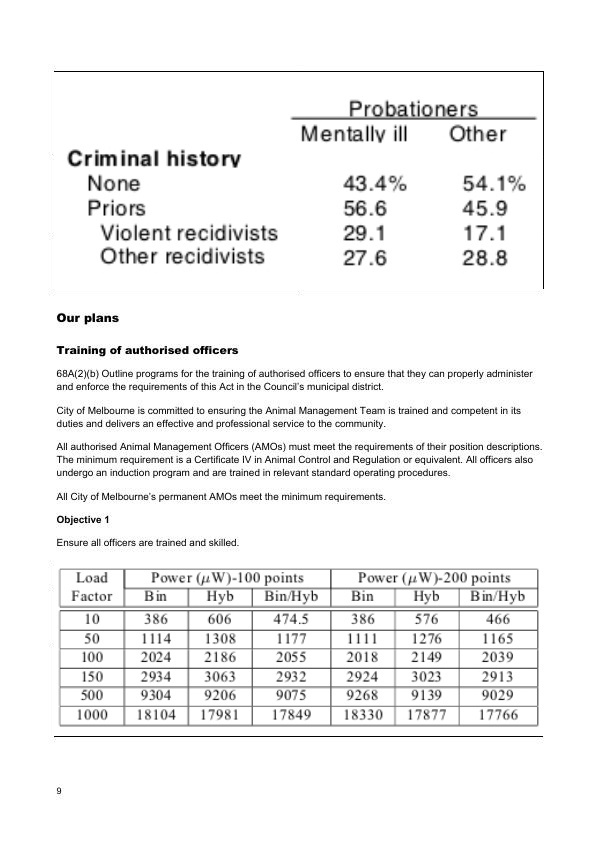 Probationers
Mentally ill Other
Criminal history
None 43.4% 54.1%
Priors 56.6 45.9
Violent recidivists 29.1 17.1
Other recidivists 27.6 28.8
Our plans
Training of authorised officers
68A(2)(b) Outline programs for the training of authorised officers to ensure that they can properly administer
and enforce the requirements of this Act in the Council's municipal district.
City of Melbourne is committed to ensuring the Animal Management Team is trained and competent in its
duties and delivers an effective and professional service to the community.
All authorised Animal Management Officers (AMOs) must meet the requirements of their position descriptions.
The minimum requirement is a Certificate IV in Animal Control and Regulation or equivalent. All officers also
undergo an induction program and are trained in relevant standard operating procedures.
All City of Melbourne's permanent AMOs meet the minimum requirements.
Objective 1
Ensure all officers are trained and skilled.
Load Power (μW)-100 points Power (μW)-200 points
Factor Bin Hyb Bin/Hyb Bin Hyb Bin/Hyb
10 386 606 474.5 386 576 466
50 1114 1308 1177 1111 1276 1165
100 2024 2186 2055 2018 2149 2039
150 2934 3063 2932 2924 3023 2913
500 9304 9206 9075 9268 9139 9029
1000 18104 17981 17849 18330 17877 17766
9